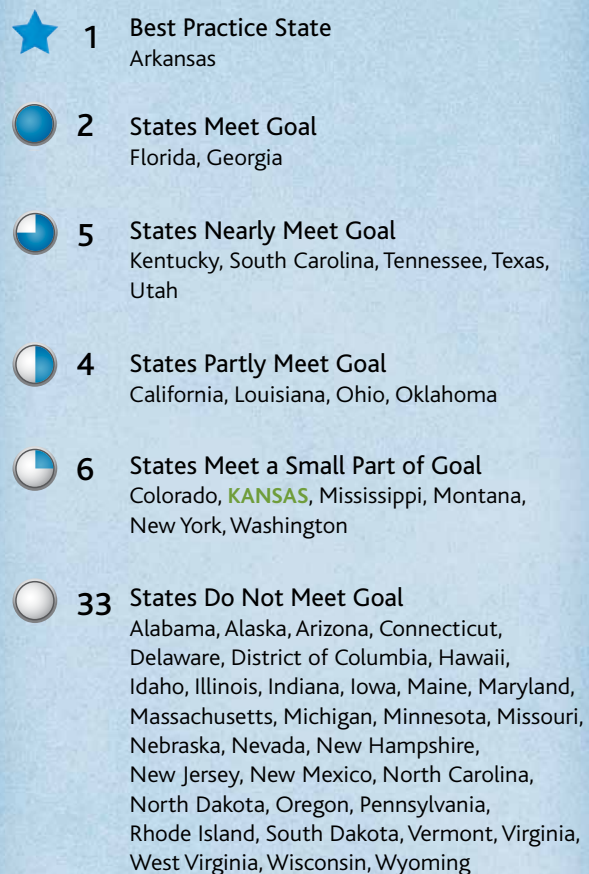 1 Best Practice State
Arkansas
2 States Meet Goal
Florida, Georgia
5 States Nearly Meet Goal
Kentucky, South Carolina, Tennessee, Texas,
Utah
4 States Partly Meet Goal
California, Louisiana, Ohio, Oklahoma
6 States Meet a Small Part of Goal
Colorado, KANSAS, Mississippi, Montana,
New York, Washington
33 States Do Not Meet Goal
Alabama, Alaska, Arizona, Connecticut,
Delaware, District of Columbia, Hawaii,
Idaho, Illinois, Indiana, Iowa, Maine, Maryland,
Massachusetts, Michigan, Minnesota, Missouri,
Nebraska, Nevada, New Hampshire,
New Jersey, New Mexico, North Carolina,
North Dakota, Oregon, Pennsylvania,
Rhode Island, South Dakota, Vermont, Virginia,
West Virginia, Wisconsin, Wyoming